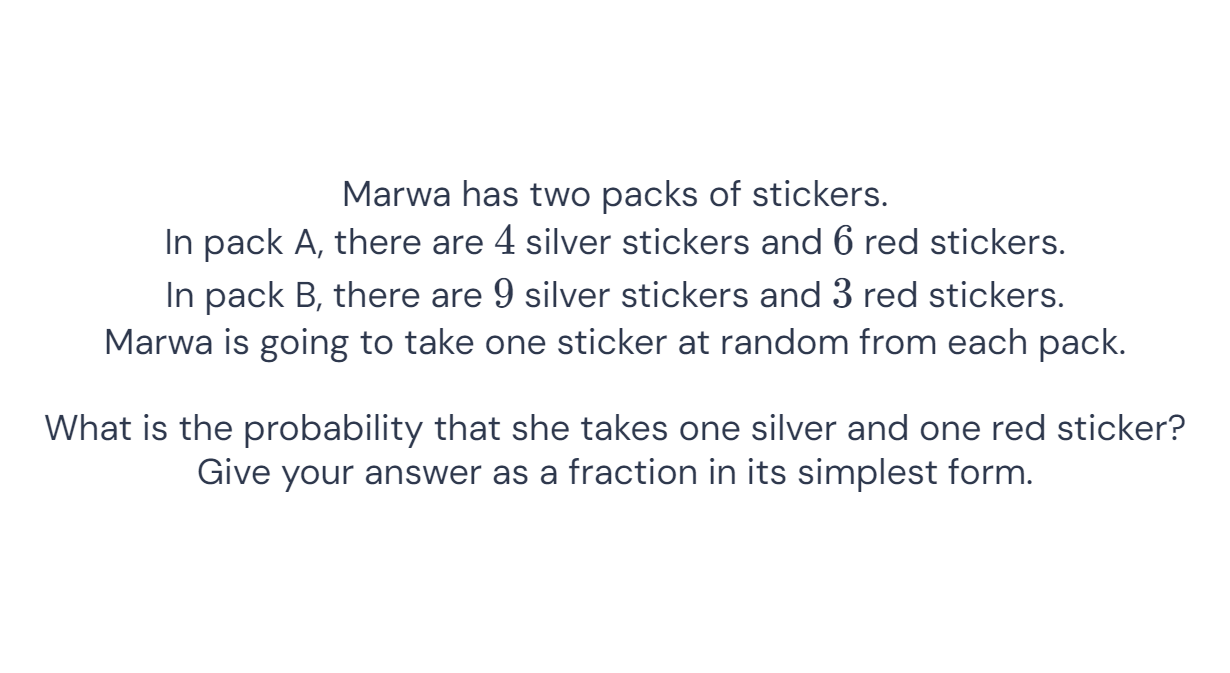 Marwa has two packs of stickers.
In pack A, there are 4 silver stickers and 6 red stickers.
In pack B, there are 9 silver stickers and 3 red stickers.
Marwa is going to take one sticker at random from each pack.
What is the probability that she takes one silver and one red sticker?
Give your answer as a fraction in its simplest form.